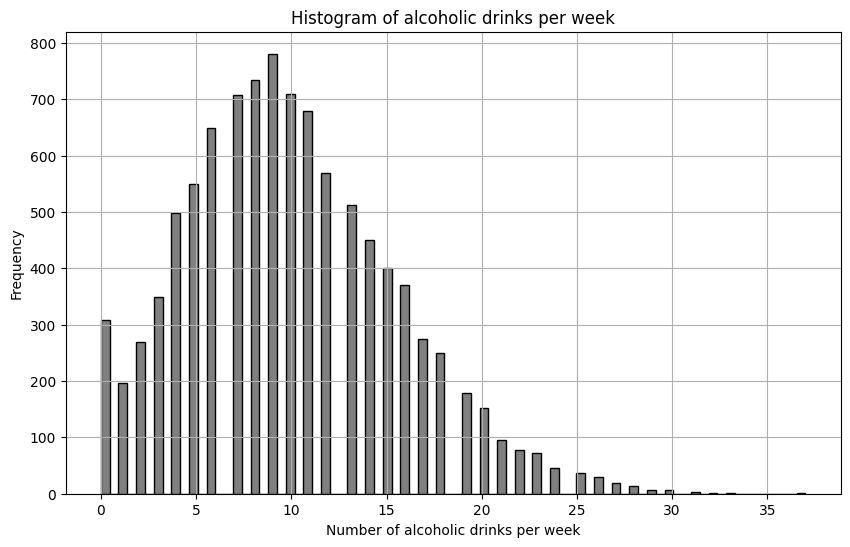 Histogram of alcoholic drinks per week
800
700
600
500
400
300
200
100
0
Frequency
0 5 10 15 20 25 30 35
Number of alcoholic drinks per week